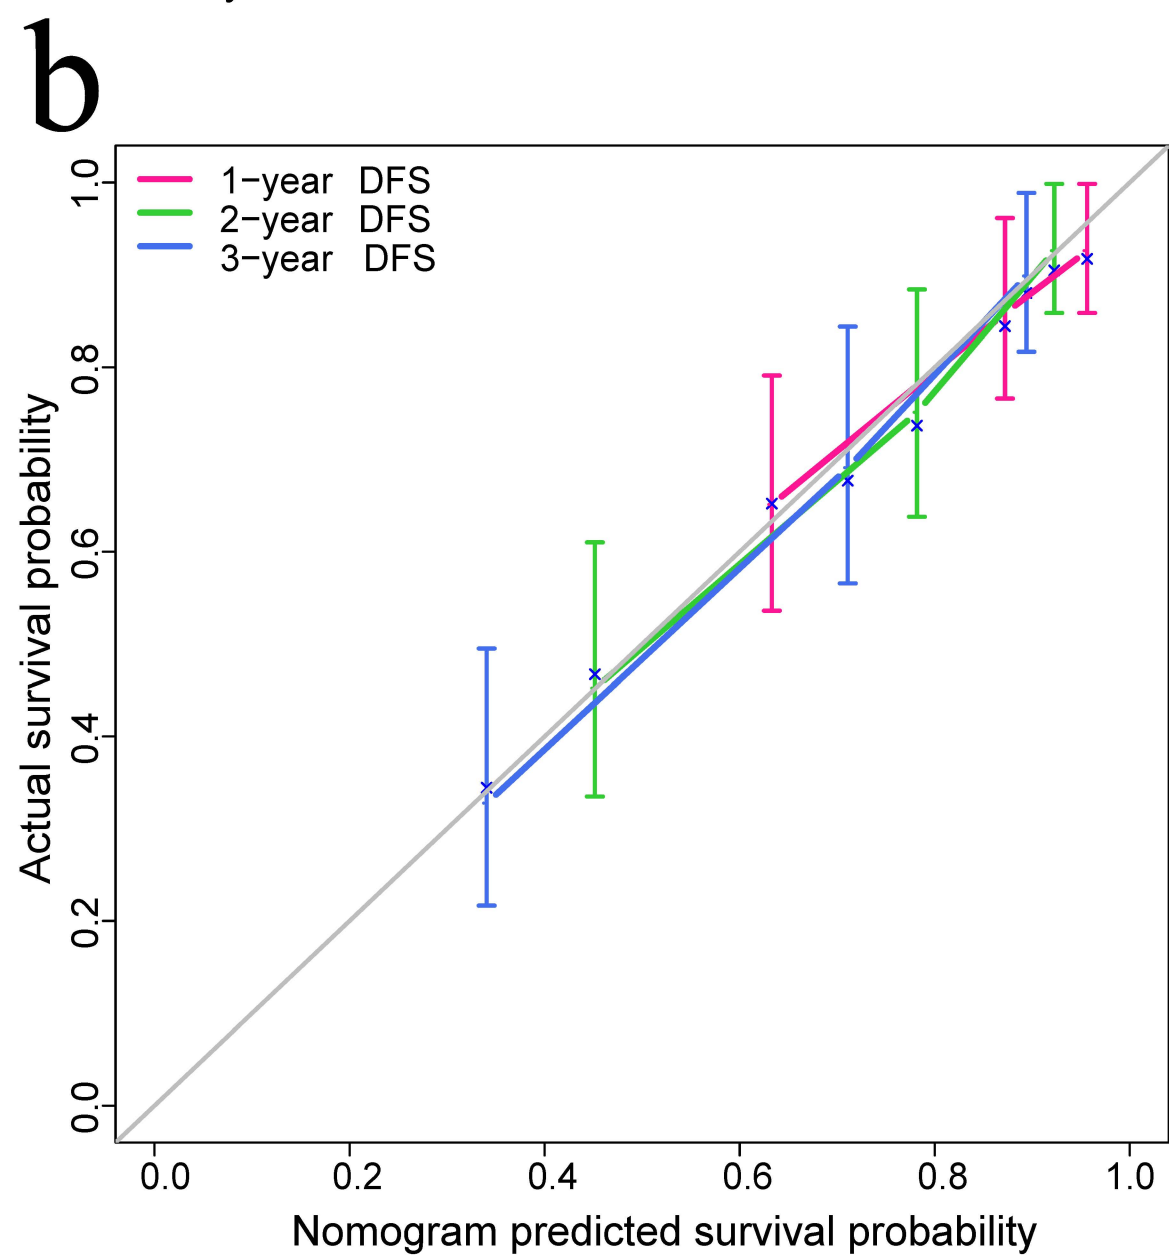 b
1−year DFS
2−year DFS
3−year DFS
1.0
0.8
0.6
0.4
0.2
0.0
Actual survival probability
0.0 0.2 0.4 0.6 0.8 1.0
Nomogram predicted survival probability